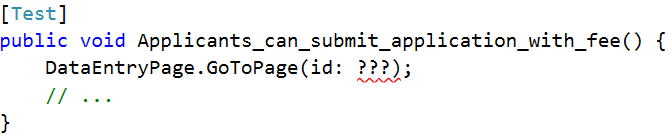 [Test]
public void Applicants_can_submit_application_with_fee() {
    DataEntryPage.GoToPage(id: ???);
    // ...
}